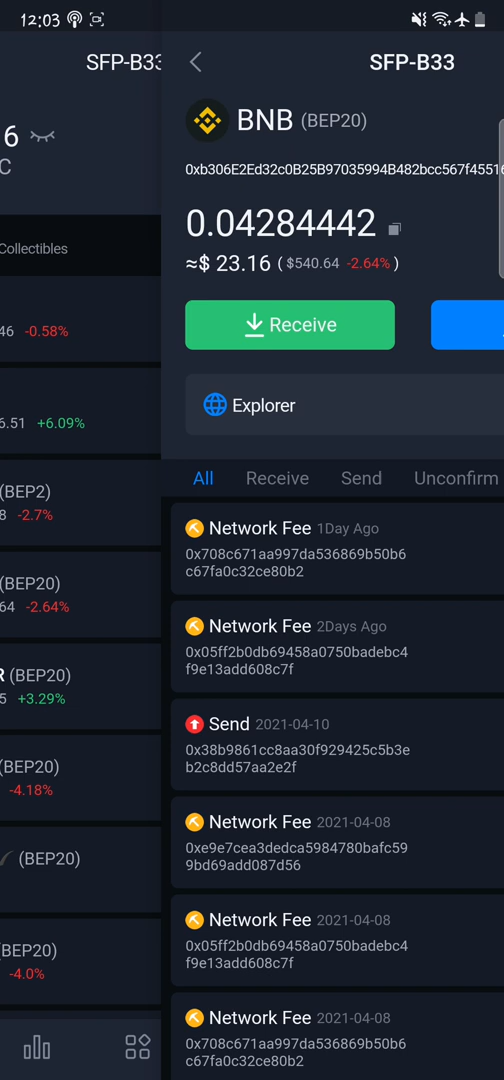 12:03
SFP-B33
6
C
Collectibles
46 -0.58%
6.51 +6.09%
(BEP2)
8 -2.7%
(BEP20)
64 -2.64%
R (BEP20)
5 +3.29%
(BEP20)
-4.18%
(BEP20)
(BEP20)
-4.0%
SFP-B33
BNB (BEP20)
0xb306E2Ed32c0B25B97035994B482bcc567f45516
0.04284442
≈$ 23.16 ( $540.64 -2.64% )
Receive
Explorer
All Receive Send Unconfirm
Network Fee 1Day Ago
0x708c671aa997da536869b50b6
c67fa0c32ce80b2
Network Fee 2Days Ago
0x05ff2b0db69458a0750badebc4
f9e13add608c7f
Send 2021-04-10
0x38b9861cc8aa30f929425c5b3e
b2c8dd57aa2e2f
Network Fee 2021-04-08
0xe9e7cea3dedca5984780bafc59
9bd69add087d56
Network Fee 2021-04-08
0x05ff2b0db69458a0750badebc4
f9e13add608c7f
Network Fee 2021-04-08
0x708c671aa997da536869b50b6
c67fa0c32ce80b2